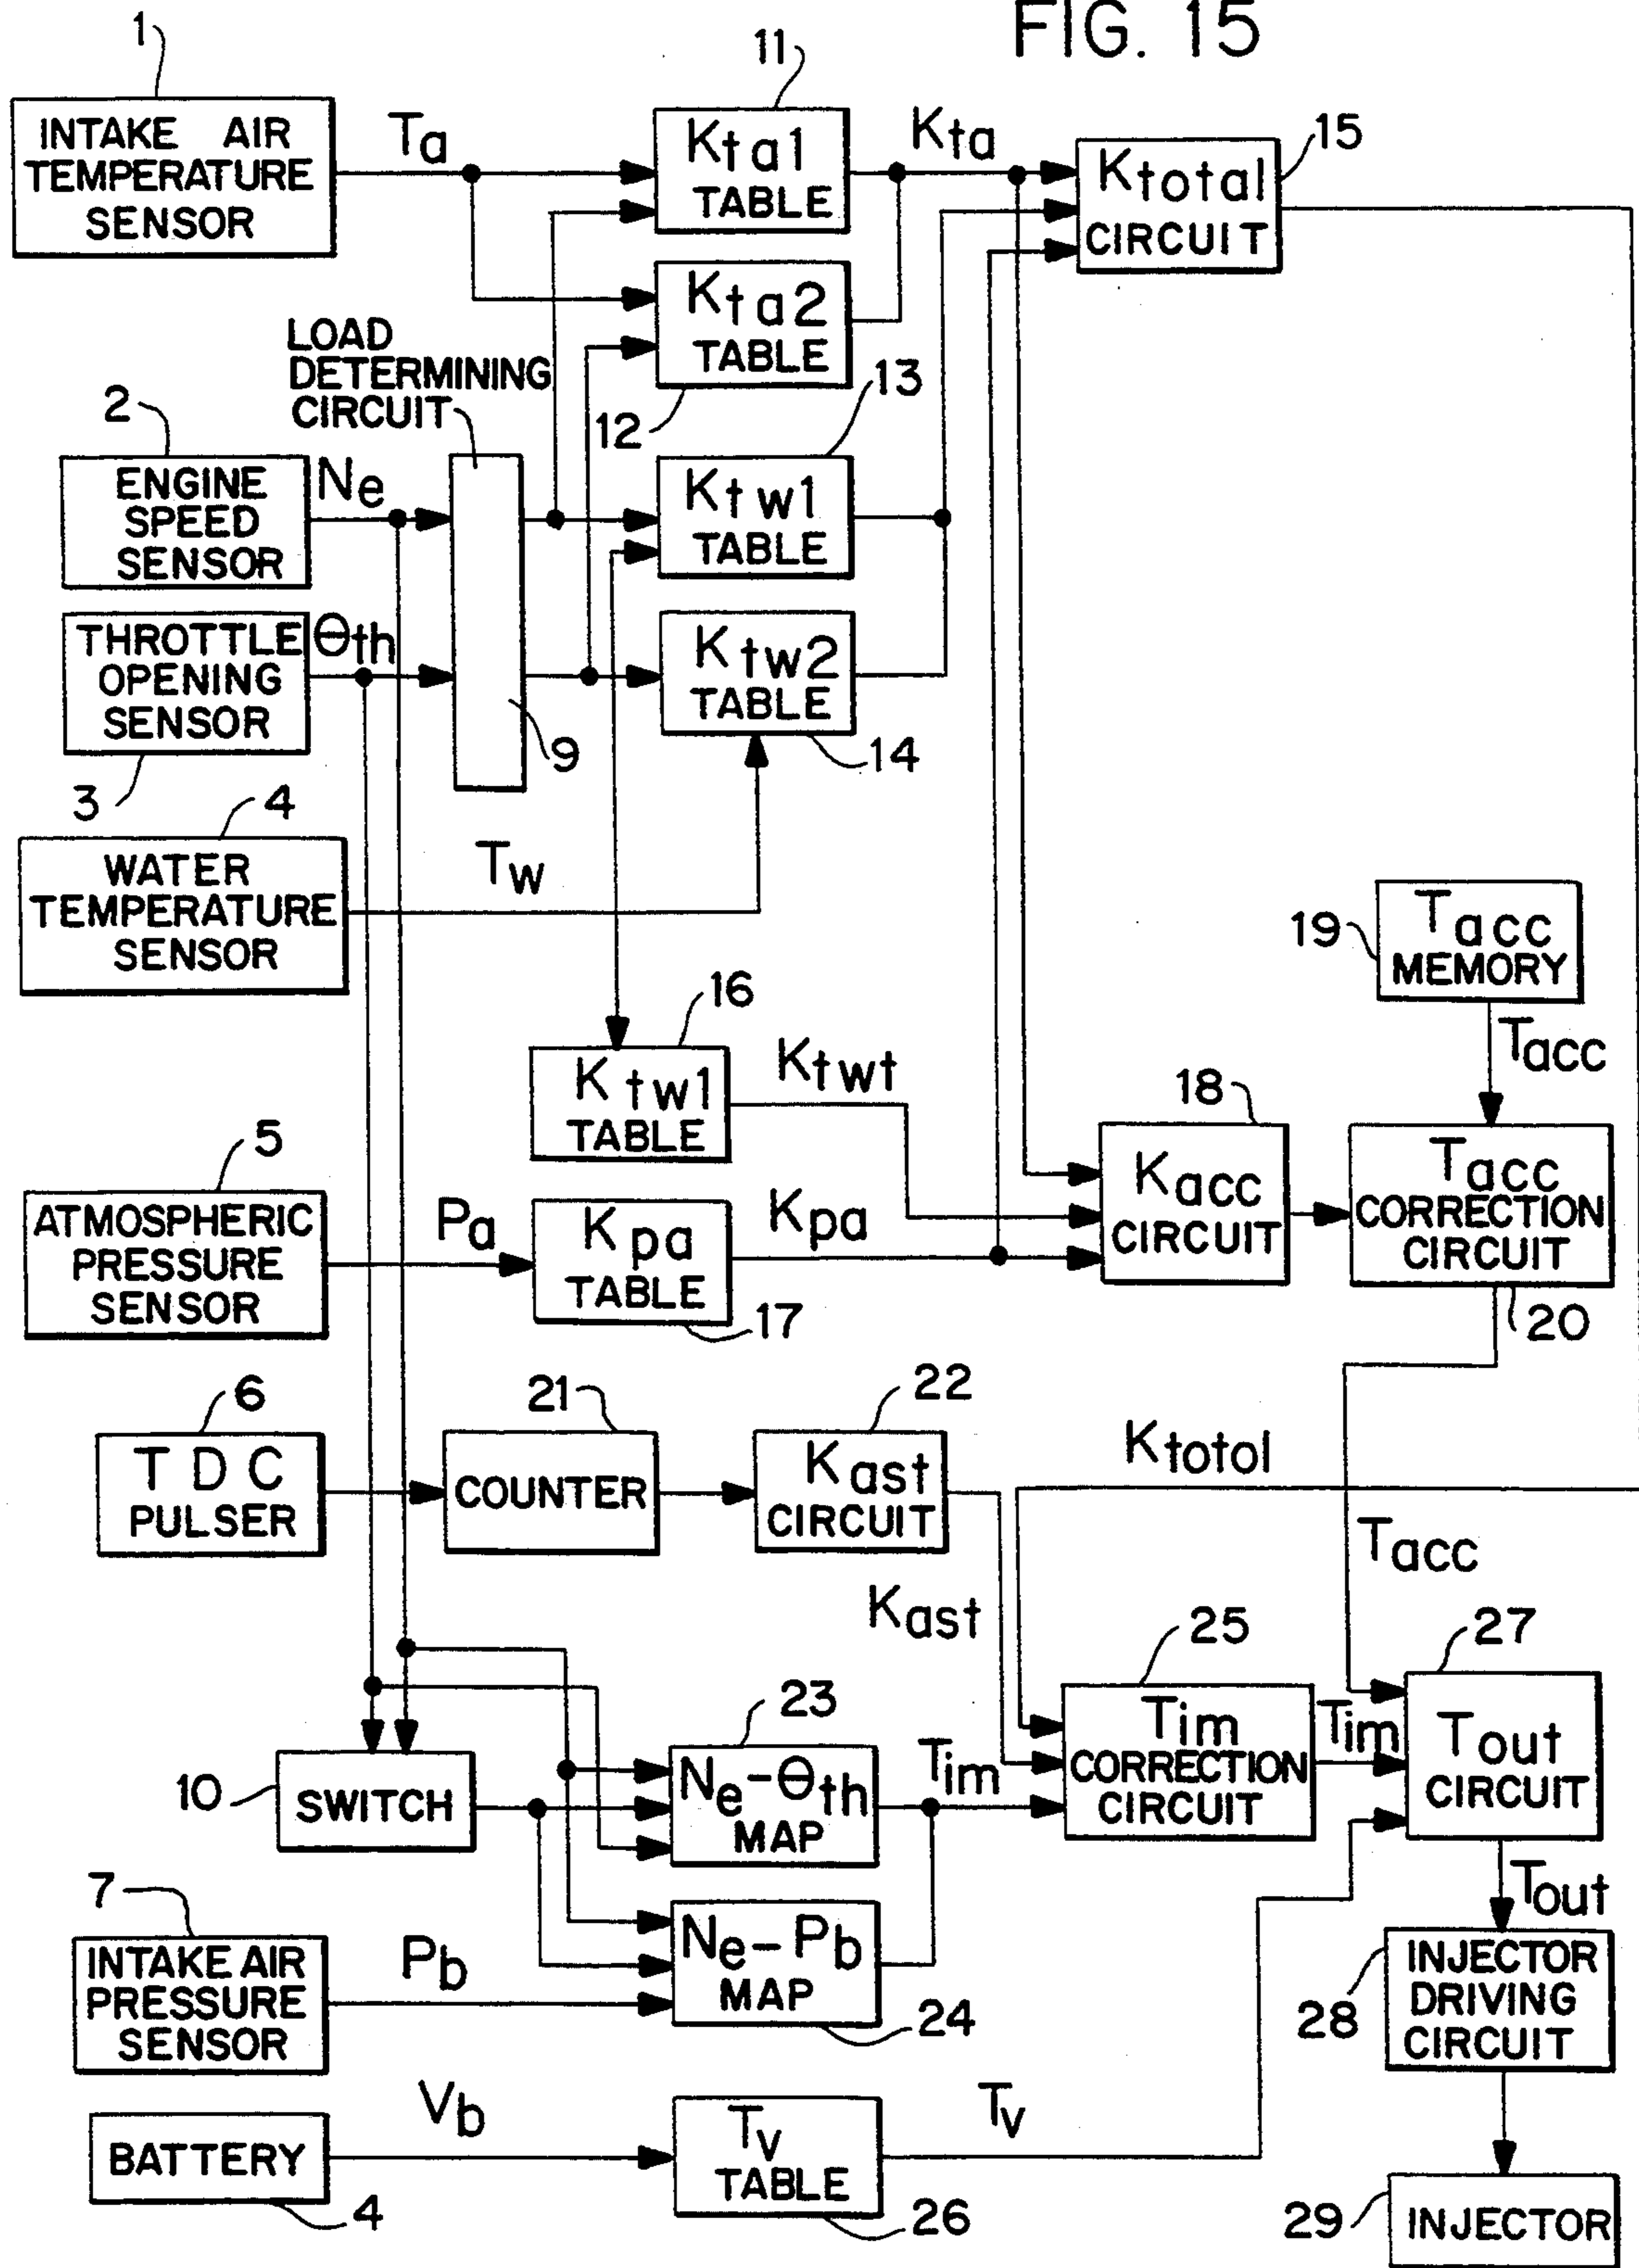 FIG. 15
1
11
INTAKE AIR
TEMPERATURE
SENSOR
Ta
Kta1
TABLE
Kta
15
Ktotal
CIRCUIT
Kta2
TABLE
12
LOAD
DETERMINING
CIRCUIT
13
2
ENGINE
SPEED
SENSOR
Ne
Ktw1
TABLE
THROTTLE
OPENING
SENSOR
θth
3
9
Ktw2
TABLE
14
4
WATER
TEMPERATURE
SENSOR
Tw
19
Tacc
MEMORY
Tacc
16
Ktw1
TABLE
Ktwt
18
Kacc
CIRCUIT
Tacc
CORRECTION
CIRCUIT
20
5
ATMOSPHERIC
PRESSURE
SENSOR
Pa
Kpa
TABLE
17
Kpa
6
TDC
PULSER
21
COUNTER
22
Kast
CIRCUIT
Kast
Ktotol
Tacc
10
SWITCH
23
Ne-θth
MAP
Tim
25
Tim
CORRECTION
CIRCUIT
Tim
27
Tout
CIRCUIT
Tout
7
INTAKE AIR
PRESSURE
SENSOR
Pb
Ne-Pb
MAP
24
28
INJECTOR
DRIVING
CIRCUIT
BATTERY
4
Vb
Tv
TABLE
26
Tv
29
INJECTOR